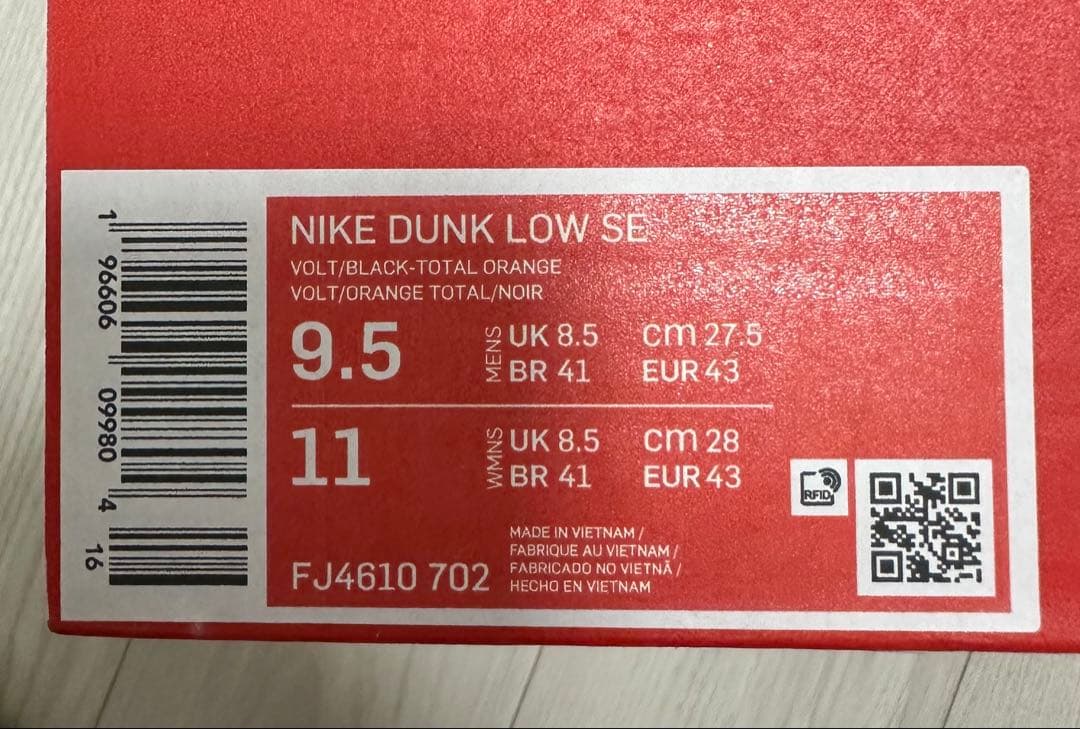 NIKE DUNK LOW SE
VOLT/BLACK-TOTAL ORANGE
VOLT/ORANGE TOTAL/NOIR
9.5
MENS
UK 8.5 cm 27.5
BR 41 EUR 43
11
WMNS
UK 8.5 cm 28
BR 41 EUR 43
RFID
MADE IN VIETNAM /
FABRIQUE AU VIETNAM /
FABRICADO NO VIETNÃ /
HECHO EN VIETNAM
FJ4610 702
1 96606 09980 4 16